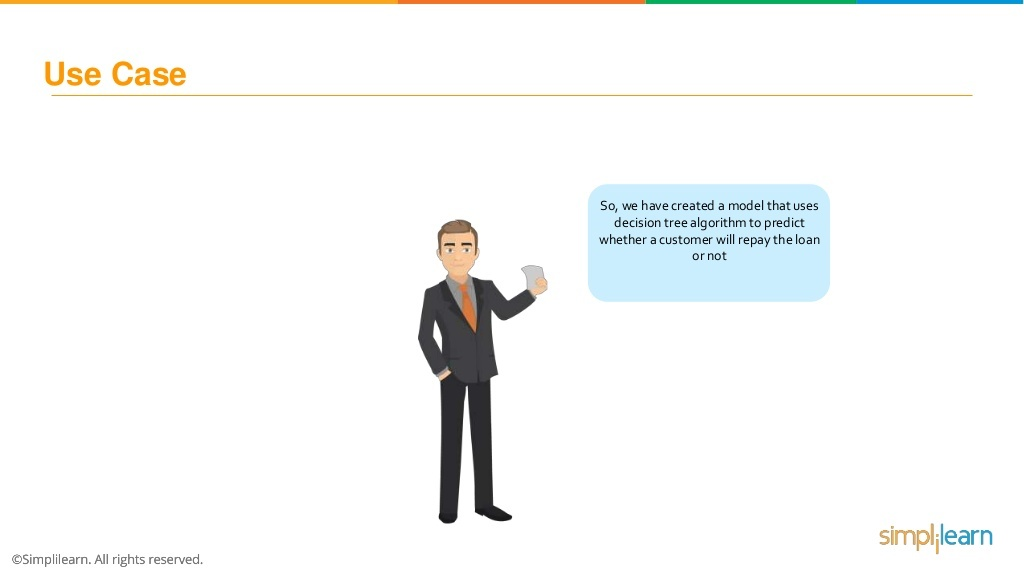 Use Case
So, we have created a model that uses
decision tree algorithm to predict
whether a customer will repay the loan
or not
simplilearn
©Simplilearn. All rights reserved.